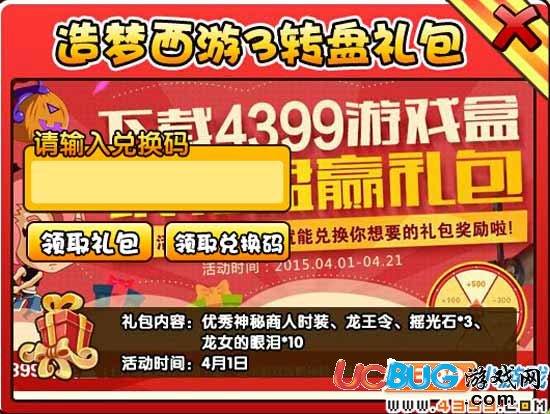 造梦西游3转盘礼包
下载4399游戏盒
赢礼包
请输入兑换码
就能兑换你想要的礼包奖励啦!
领取礼包
领取兑换码
活动时间:2015.04.01-04.21
+500
+100
礼包内容:优秀神秘商人时装、龙王令、摇光石*3、
龙女的眼泪*10
活动时间:4月1日
399
UCBUG游戏网
.com